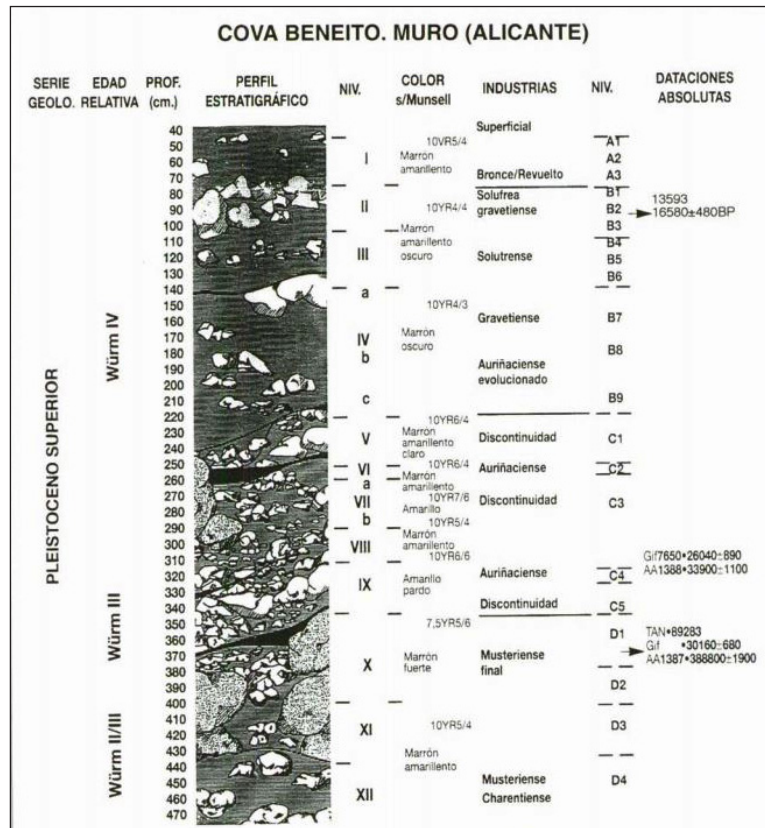 COVA BENEITO. MURO (ALICANTE)
SERIE GEOLO.
EDAD RELATIVA
PROF. (cm.)
PERFIL ESTRATIGRÁFICO
NIV.
COLOR s/Munsell
INDUSTRIAS
NIV.
DATACIONES ABSOLUTAS
PLEISTOCENO SUPERIOR
Würm IV
Würm III
Würm II/III
40
50
60
70
80
90
100
110
120
130
140
150
160
170
180
190
200
210
220
230
240
250
260
270
280
290
300
310
320
330
340
350
360
370
380
390
400
410
420
430
440
450
460
470
I
II
III
a
IV
b
c
V
VI
a
VII
b
VIII
IX
X
XI
XII
10VR5/4
Marrón
amarillento
10YR4/4
Marrón
amarillento
oscuro
10YR4/3
Marrón
oscuro
10YR6/4
Marrón
amarillento
claro
10YR6/4
Marrón
amarillento
10YR7/6
Amarillo
10YR5/4
Marrón
amarillento
10YR6/6
Amarillo
pardo
7,5YR5/6
Marrón
fuerte
10YR5/4
Marrón
amarillento
Superficial
Bronce/Revuelto
Solufrea
gravetiense
Solutrense
Gravetiense
Auriñaciense
evolucionado
Discontinuidad
Auriñaciense
Discontinuidad
Auriñaciense
Discontinuidad
Musteriense
final
Musteriense
Charentiense
A1
A2
A3
B1
B2
B3
B4
B5
B6
B7
B8
B9
C1
C2
C3
C4
C5
D1
D2
D3
D4
13593
16580±480BP
Gif7650•26040±890
AA1388•33900±1100
TAN•89283
Gif •30160±680
AA1387•388800±1900